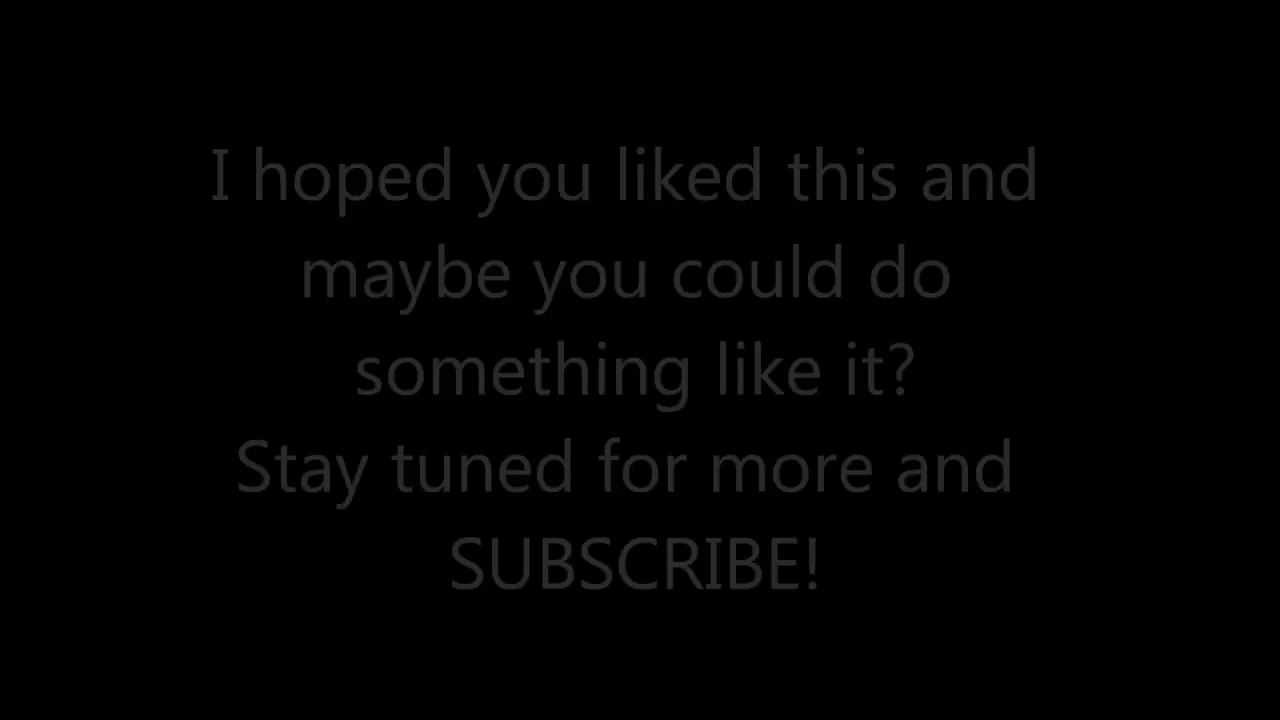 I hoped you liked this and
maybe you could do
something like it?
Stay tuned for more and
SUBSCRIBE!